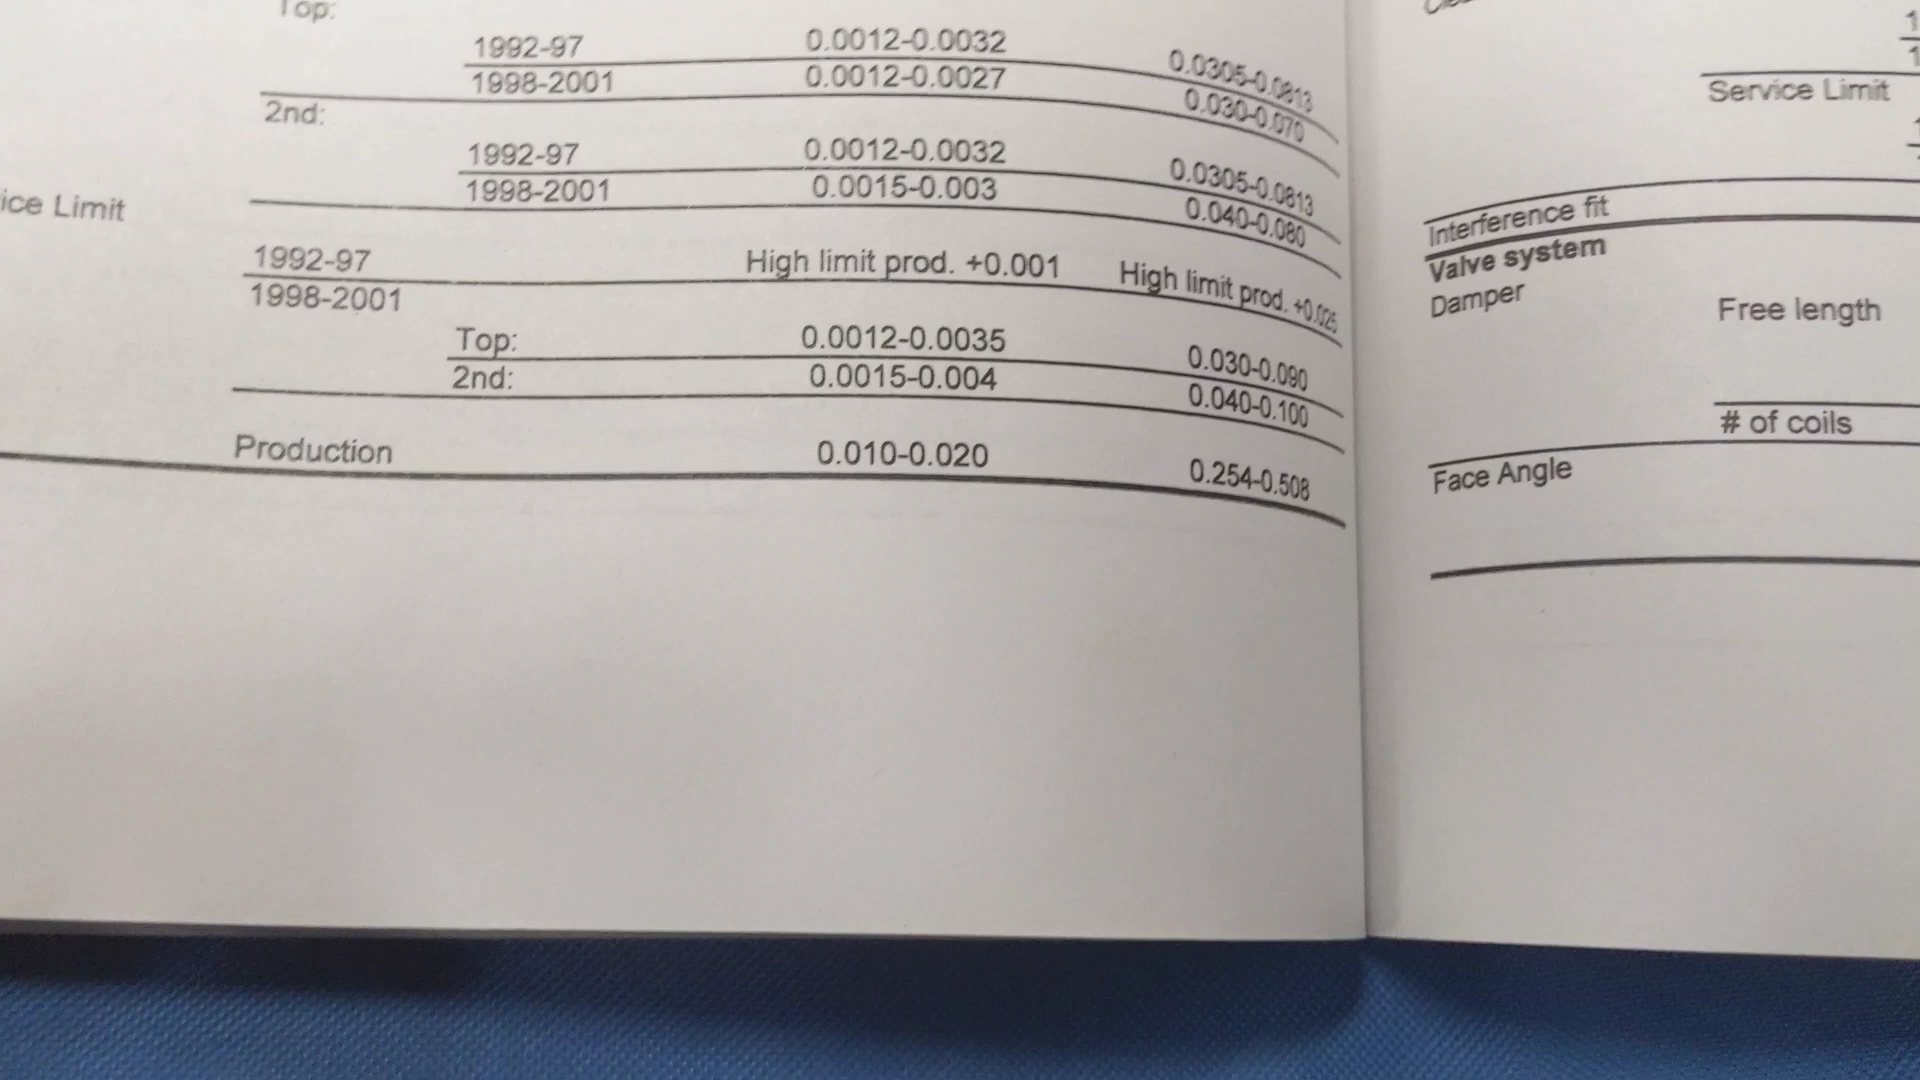 Top:
1992-97 0.0012-0.0032 0.0305-0.0813
1998-2001 0.0012-0.0027 0.030-0.070
2nd:
1992-97 0.0012-0.0032 0.0305-0.0813
1998-2001 0.0015-0.003 0.040-0.080
ice Limit
1992-97 High limit prod. +0.001 High limit prod. +0.025
1998-2001
Top: 0.0012-0.0035 0.030-0.090
2nd: 0.0015-0.004 0.040-0.100
Production 0.010-0.020 0.254-0.508
Service Limit
Interference fit
Valve system
Damper
Free length
# of coils
Face Angle